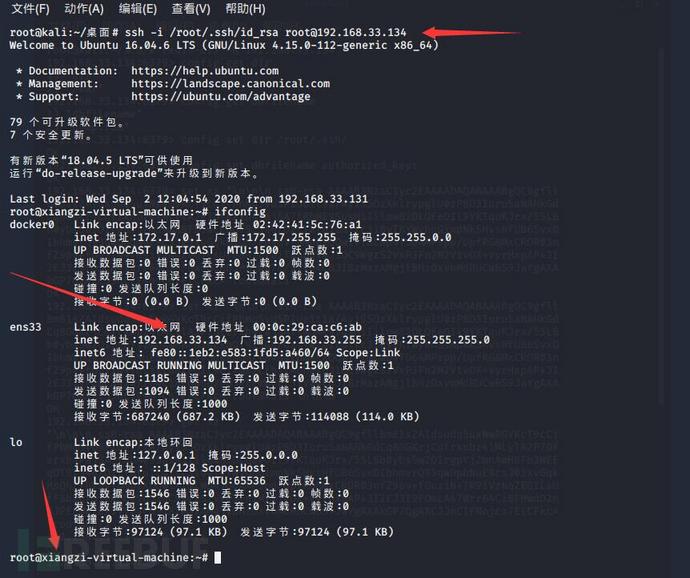 文件(F) 动作(A) 编辑(E) 查看(V) 帮助(H)
root@kali:~/桌面# ssh -i /root/.ssh/id_rsa root@192.168.33.134
Welcome to Ubuntu 16.04.6 LTS (GNU/Linux 4.15.0-112-generic x86_64)
* Documentation: https://help.ubuntu.com
* Management: https://landscape.canonical.com
* Support: https://ubuntu.com/advantage
79 个可升级软件包。
7 个安全更新。
有新版本“18.04.5 LTS”可供使用
运行“do-release-upgrade”来升级到新版本。
Last login: Wed Sep 2 12:04:54 2020 from 192.168.33.131
root@xiangzi-virtual-machine:~# ifconfig
docker0 Link encap:以太网 硬件地址 02:42:41:5c:76:a1
inet 地址:172.17.0.1 广播:172.17.255.255 掩码:255.255.0.0
UP BROADCAST MULTICAST MTU:1500 跃点数:1
接收数据包:0 错误:0 丢弃:0 过载:0 帧数:0
发送数据包:0 错误:0 丢弃:0 过载:0 载波:0
碰撞:0 发送队列长度:0
接收字节:0 (0.0 B) 发送字节:0 (0.0 B)
ens33 Link encap:以太网 硬件地址 00:0c:29:ca:c6:ab
inet 地址:192.168.33.134 广播:192.168.33.255 掩码:255.255.255.0
inet6 地址: fe80::1eb2:e583:1fd5:a460/64 Scope:Link
UP BROADCAST RUNNING MULTICAST MTU:1500 跃点数:1
接收数据包:1185 错误:0 丢弃:0 过载:0 帧数:0
发送数据包:1094 错误:0 丢弃:0 过载:0 载波:0
碰撞:0 发送队列长度:1000
接收字节:687240 (687.2 KB) 发送字节:114088 (114.0 KB)
lo Link encap:本地环回
inet 地址:127.0.0.1 掩码:255.0.0.0
inet6 地址: ::1/128 Scope:Host
UP LOOPBACK RUNNING MTU:65536 跃点数:1
接收数据包:1546 错误:0 丢弃:0 过载:0 帧数:0
发送数据包:1546 错误:0 丢弃:0 过载:0 载波:0
碰撞:0 发送队列长度:1000
接收字节:97124 (97.1 KB) 发送字节:97124 (97.1 KB)
root@xiangzi-virtual-machine:~#
REEBUF